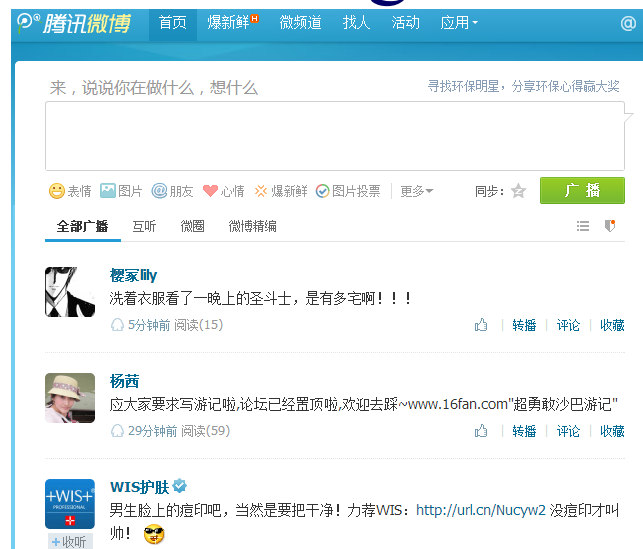 腾讯微博 首页 爆新鲜 H 微频道 找人 活动 应用 @
来，说说你在做什么，想什么 寻找环保明星，分享环保心得赢大奖
表情 图片 @朋友 心情 爆新鲜 图片投票 更多 同步： 广 播
全部广播 互听 微圈 微博精编
樱冢lily
洗着衣服看了一晚上的圣斗士，是有多宅啊！！！
5分钟前 阅读(15) 转播 评论 收藏
杨茜
应大家要求写游记啦,论坛已经置顶啦,欢迎去踩~www.16fan.com"超勇敢沙巴游记"
29分钟前 阅读(59) 转播 评论 收藏
WIS护肤
+WIS+
PROFESSIONAL
男生脸上的痘印吧，当然是要把干净！力荐WIS：http://url.cn/Nucyw2 没痘印才叫
帅！
+收听